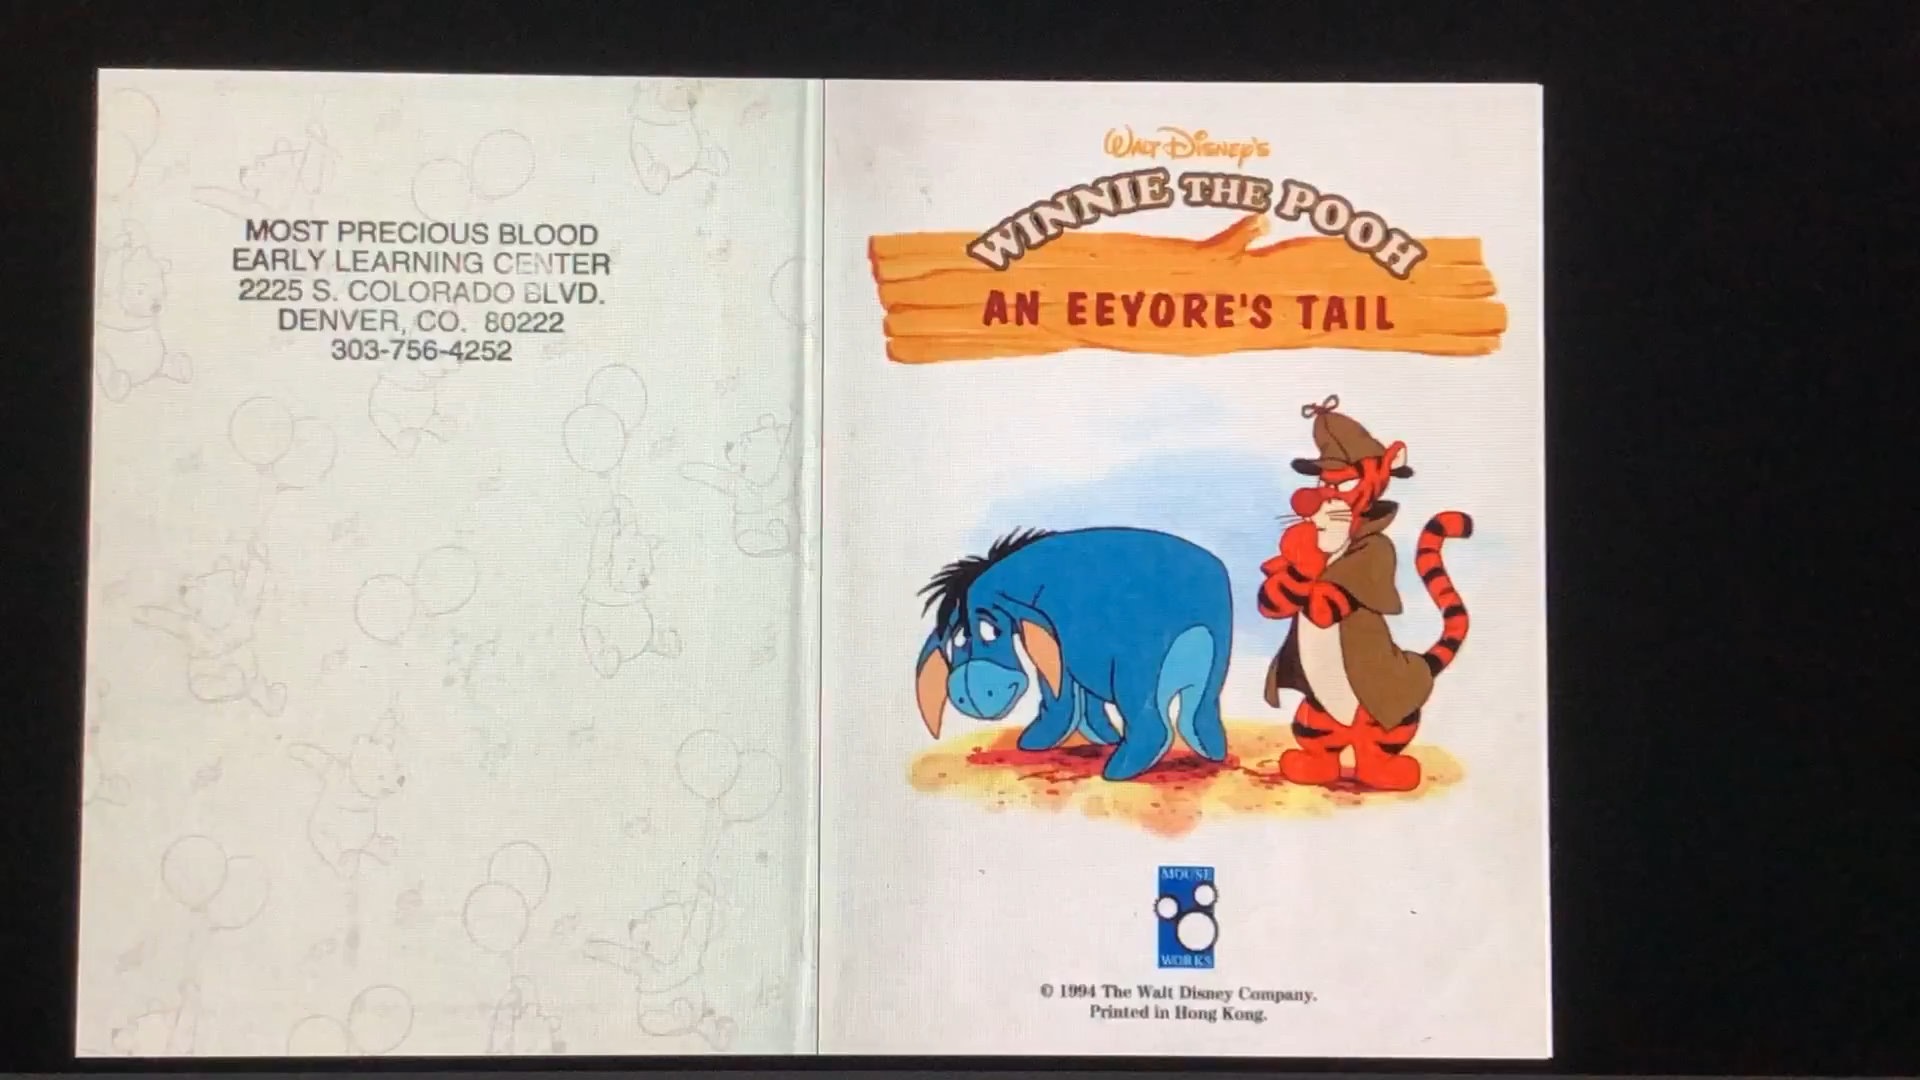 MOST PRECIOUS BLOOD
EARLY LEARNING CENTER
2225 S. COLORADO BLVD.
DENVER, CO. 80222
303-756-4252
WALT DISNEY'S
WINNIE THE POOH
AN EEYORE'S TAIL
MOUSE
WORKS
© 1994 The Walt Disney Company.
Printed in Hong Kong.